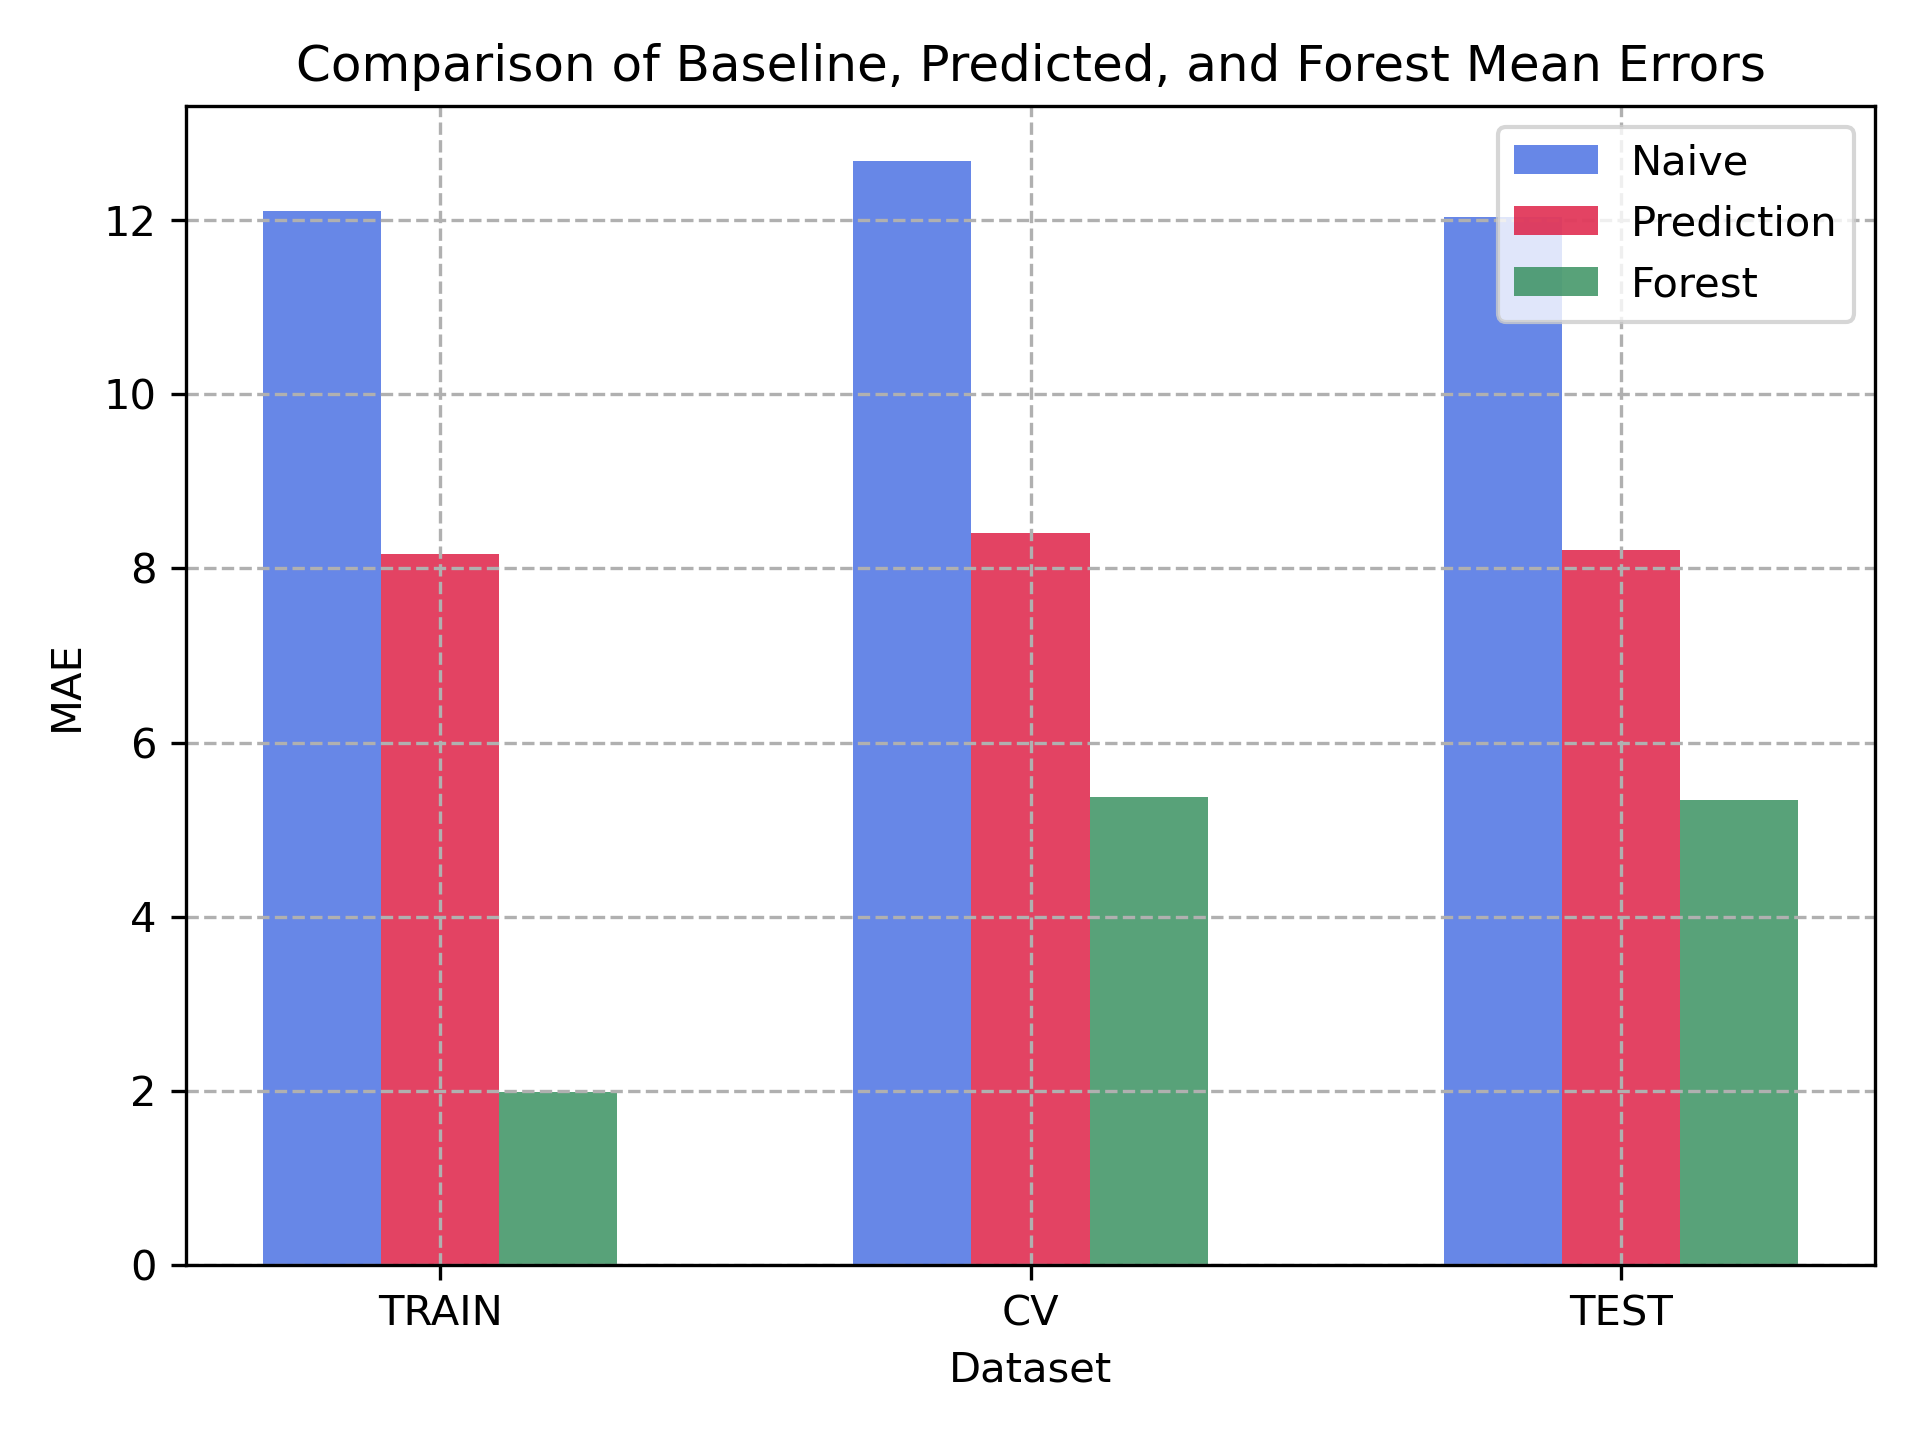 Comparison of Baseline, Predicted, and Forest Mean Errors
Naive
Prediction
Forest
12
10
8
6
4
2
0
MAE
TRAIN
CV
TEST
Dataset